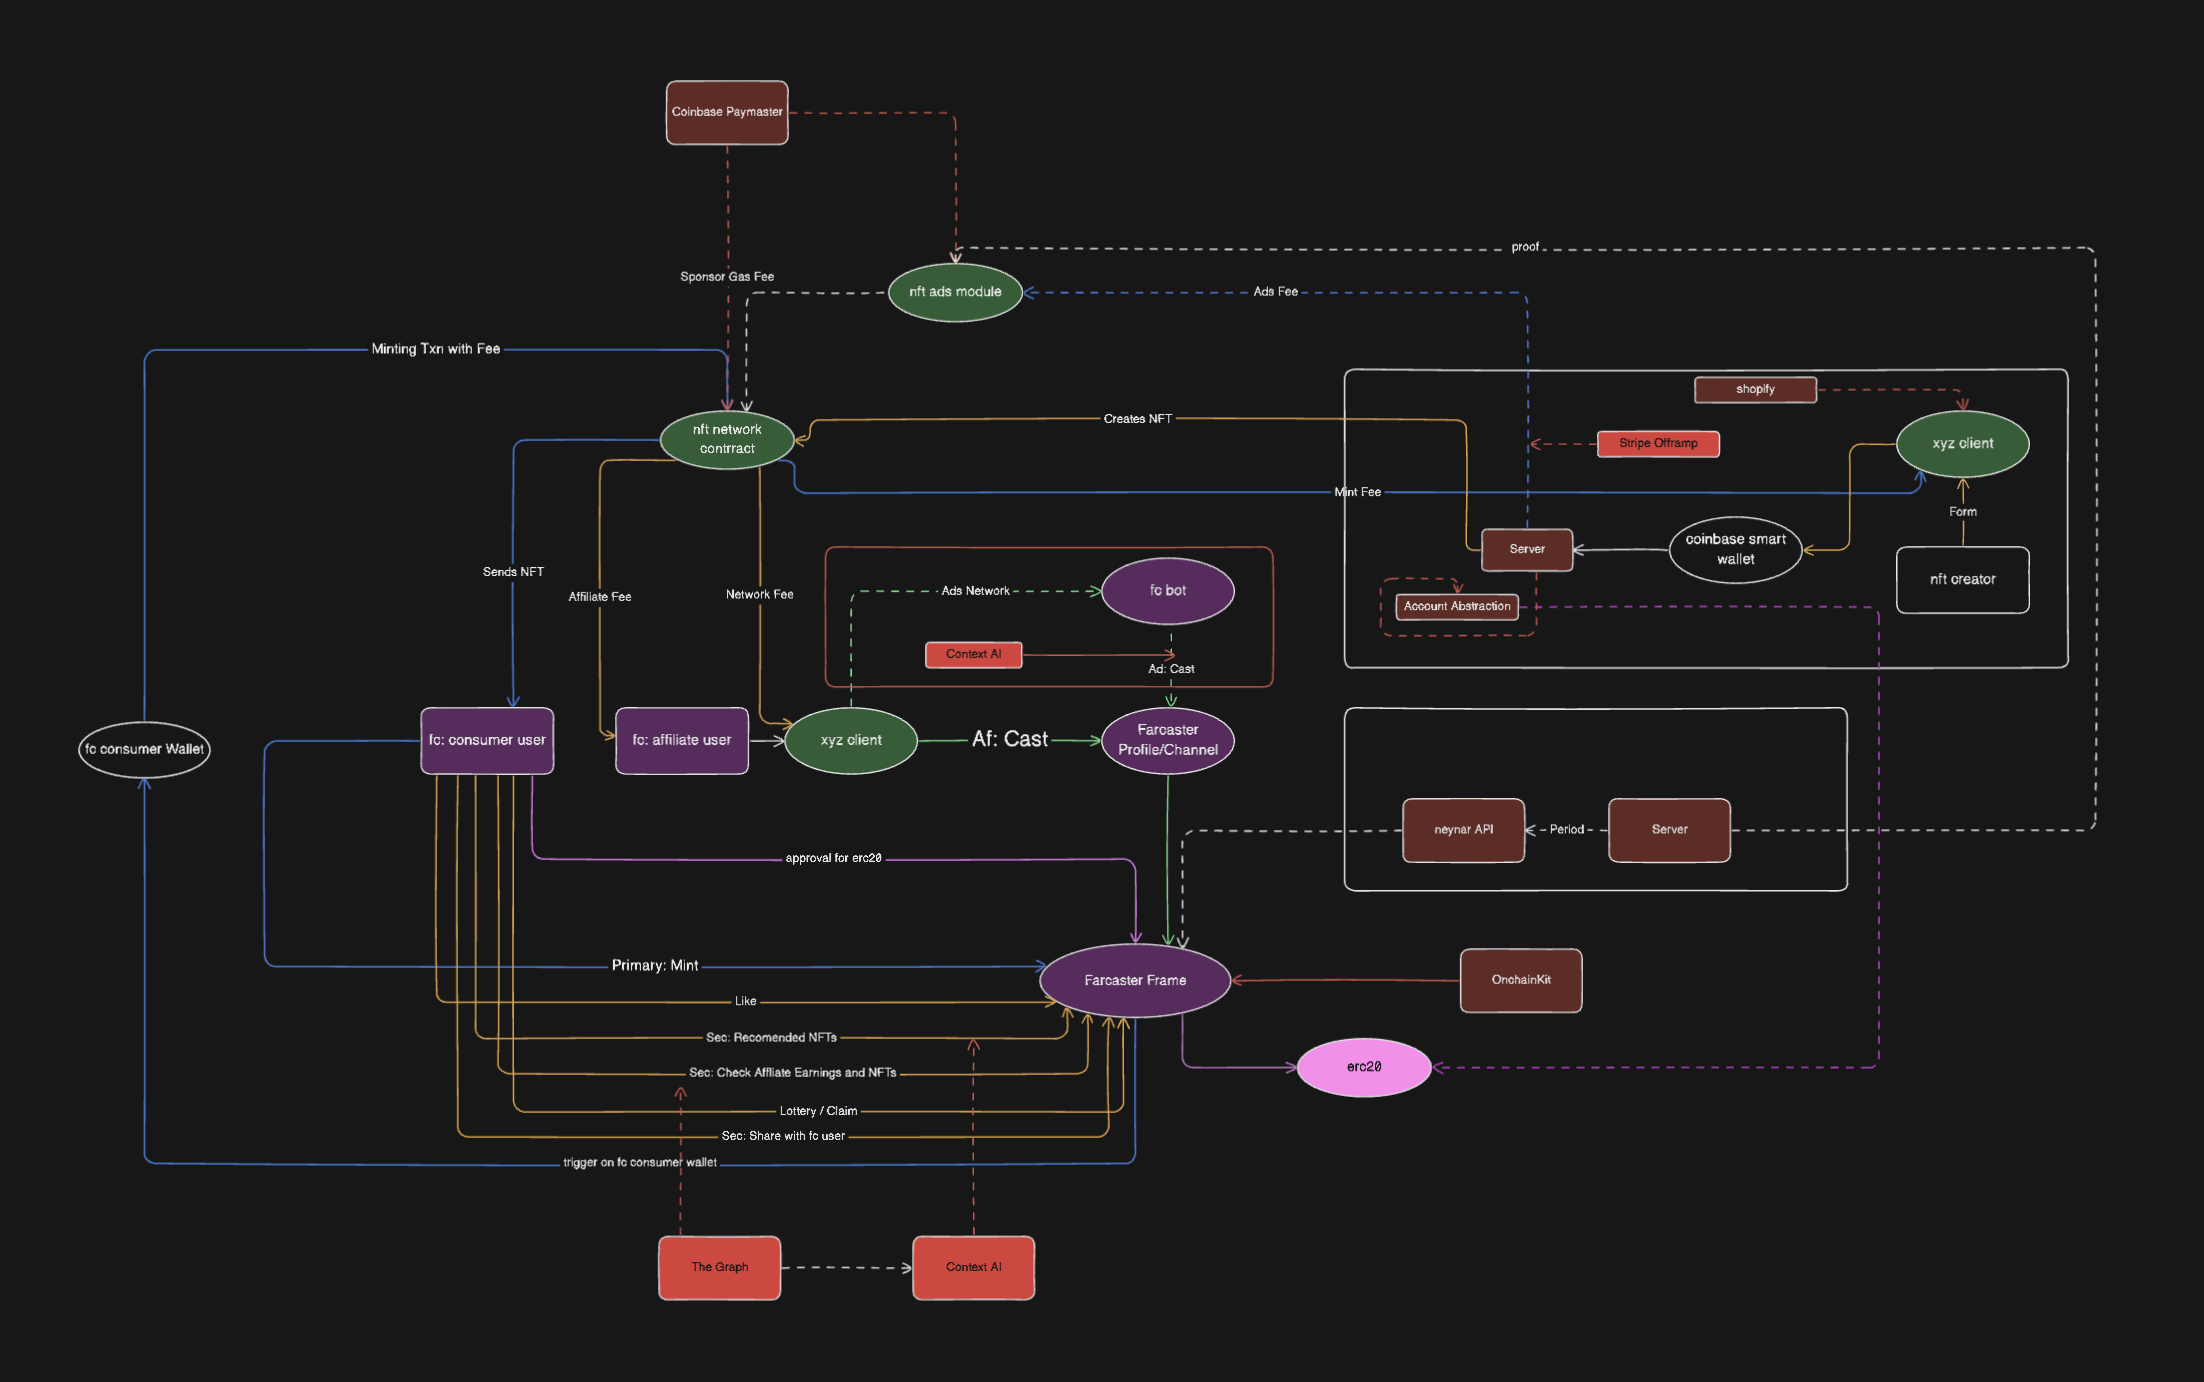 Coinbase Paymaster
proof
Sponsor Gas Fee
nft ads module
Ads Fee
Minting Txn with Fee
shopify
Creates NFT
nft network
contrract
Stripe Offramp
xyz client
Mint Fee
Form
coinbase smart
wallet
Server
Sends NFT
nft creator
Affiliate Fee
Network Fee
Ads Network
fc bot
Account Abstraction
Context AI
Ad: Cast
fc consumer Wallet
fc: consumer user
fc: affiliate user
xyz client
Af: Cast
Farcaster
Profile/Channel
neynar API
Period
Server
approval for erc20
Primary: Mint
Farcaster Frame
OnchainKit
Like
Sec: Recomended NFTs
erc20
Sec: Check Affliate Earnings and NFTs
Lottery / Claim
Sec: Share with fc user
trigger on fc consumer wallet
The Graph
Context AI